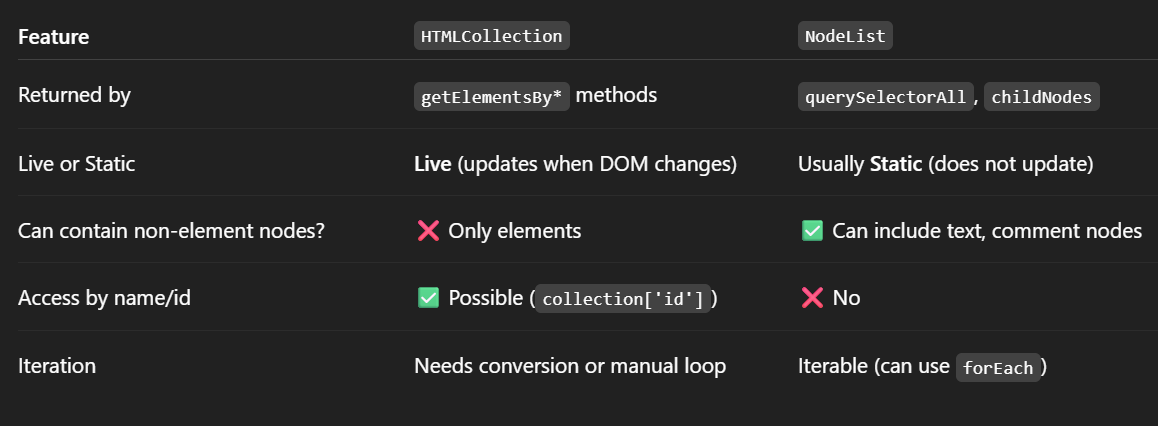 Feature HTMLCollection NodeList
Returned by getElementsBy* methods querySelectorAll, childNodes
Live or Static Live (updates when DOM changes) Usually Static (does not update)
Can contain non-element nodes? ❌ Only elements ✅ Can include text, comment nodes
Access by name/id ✅ Possible (collection['id']) ❌ No
Iteration Needs conversion or manual loop Iterable (can use forEach)